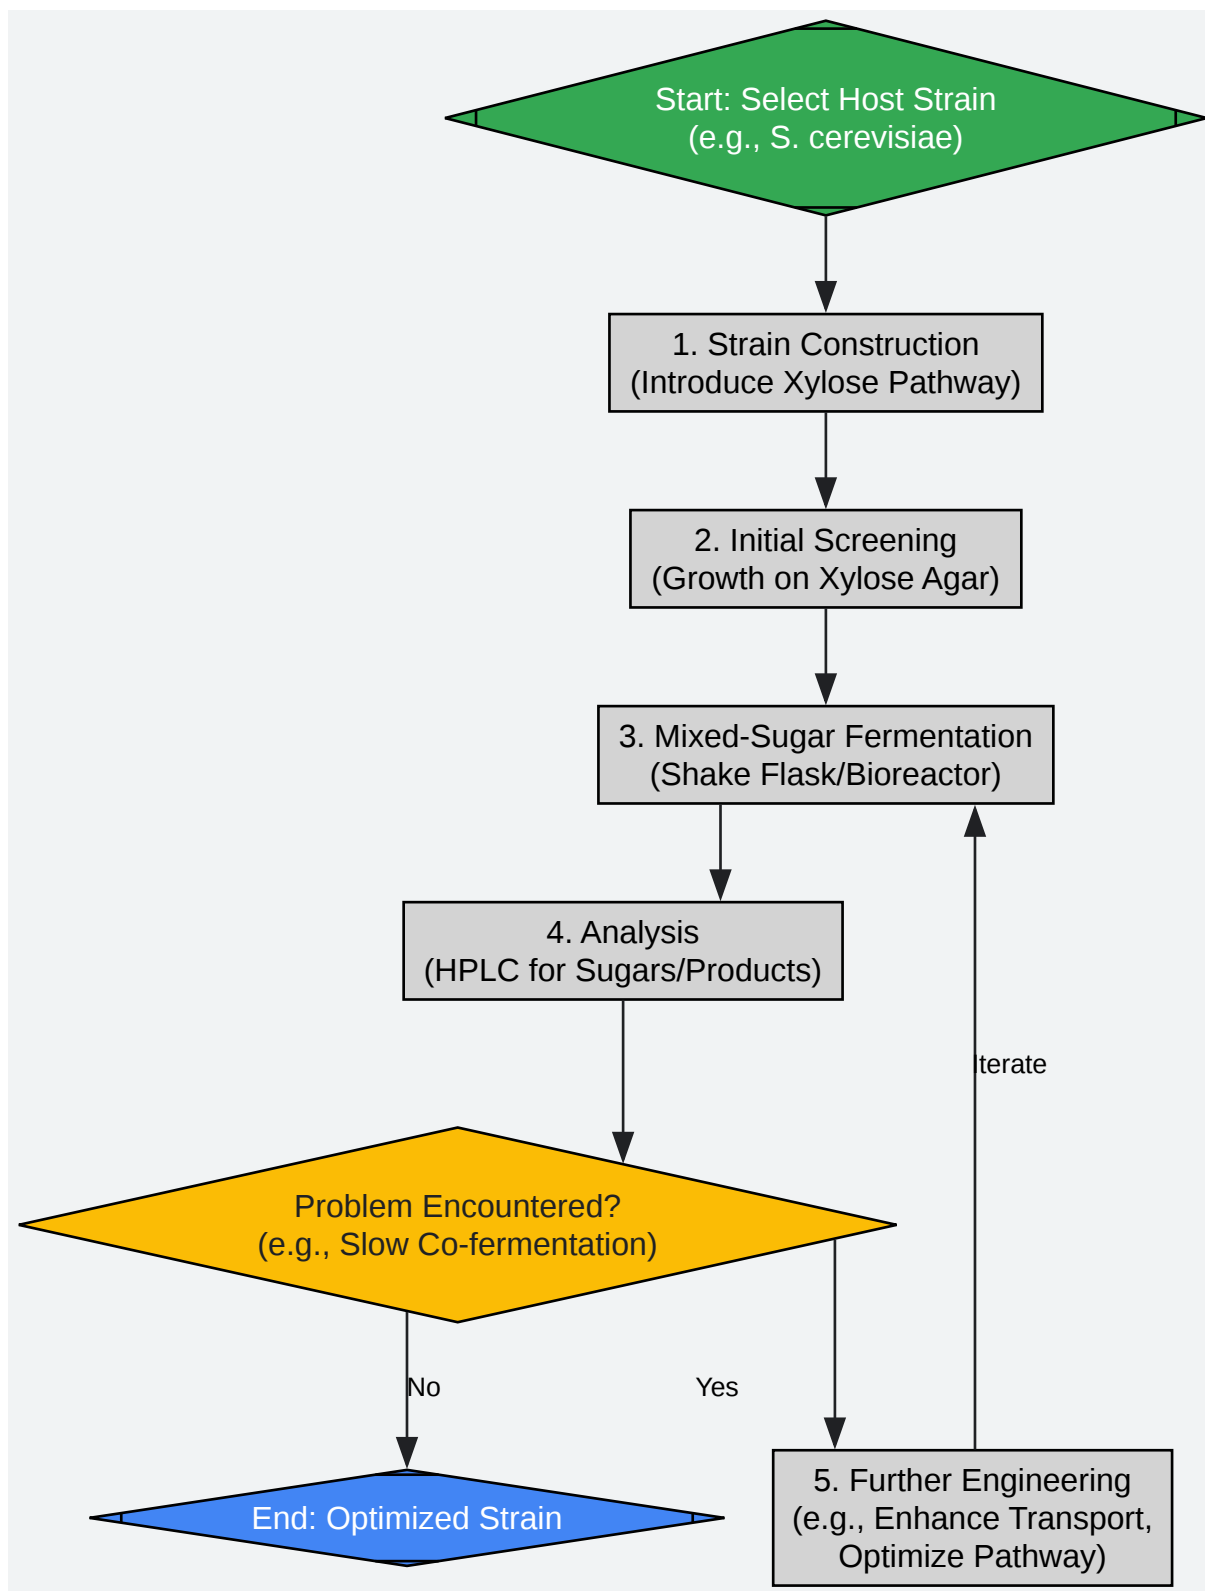 Start: Select Host Strain
(e.g., S. cerevisiae)
1. Strain Construction
(Introduce Xylose Pathway)
2. Initial Screening
(Growth on Xylose Agar)
3. Mixed-Sugar Fermentation
(Shake Flask/Bioreactor)
4. Analysis
(HPLC for Sugars/Products)
Iterate
Problem Encountered?
(e.g., Slow Co-fermentation)
No
Yes
End: Optimized Strain
5. Further Engineering
(e.g., Enhance Transport,
Optimize Pathway)